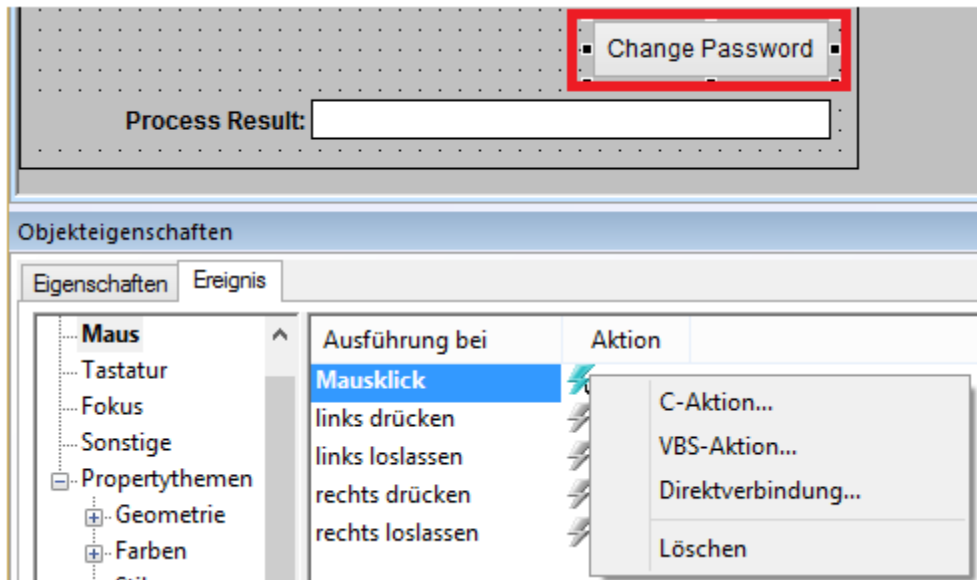 Change Password
Process Result:
Objekteigenschaften
Eigenschaften Ereignis
Maus
Tastatur
Fokus
Sonstige
Propertythemen
Geometrie
Farben
Ausführung bei Aktion
Mausklick
links drücken
links loslassen
rechts drücken
rechts loslassen
C-Aktion...
VBS-Aktion...
Direktverbindung...
Löschen